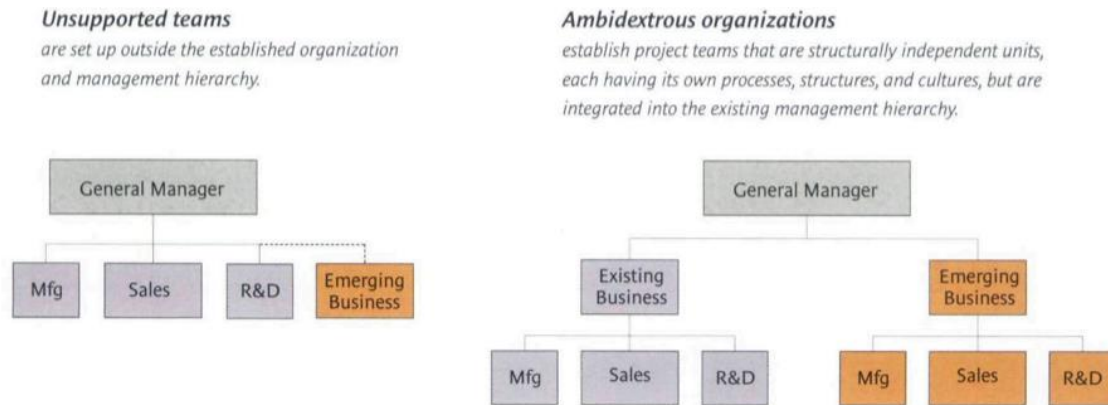 Unsupported teams
are set up outside the established organization
and management hierarchy.
General Manager
Mfg
Sales
R&D
Emerging
Business
Ambidextrous organizations
establish project teams that are structurally independent units,
each having its own processes, structures, and cultures, but are
integrated into the existing management hierarchy.
General Manager
Existing
Business
Emerging
Business
Mfg
Sales
R&D
Mfg
Sales
R&D